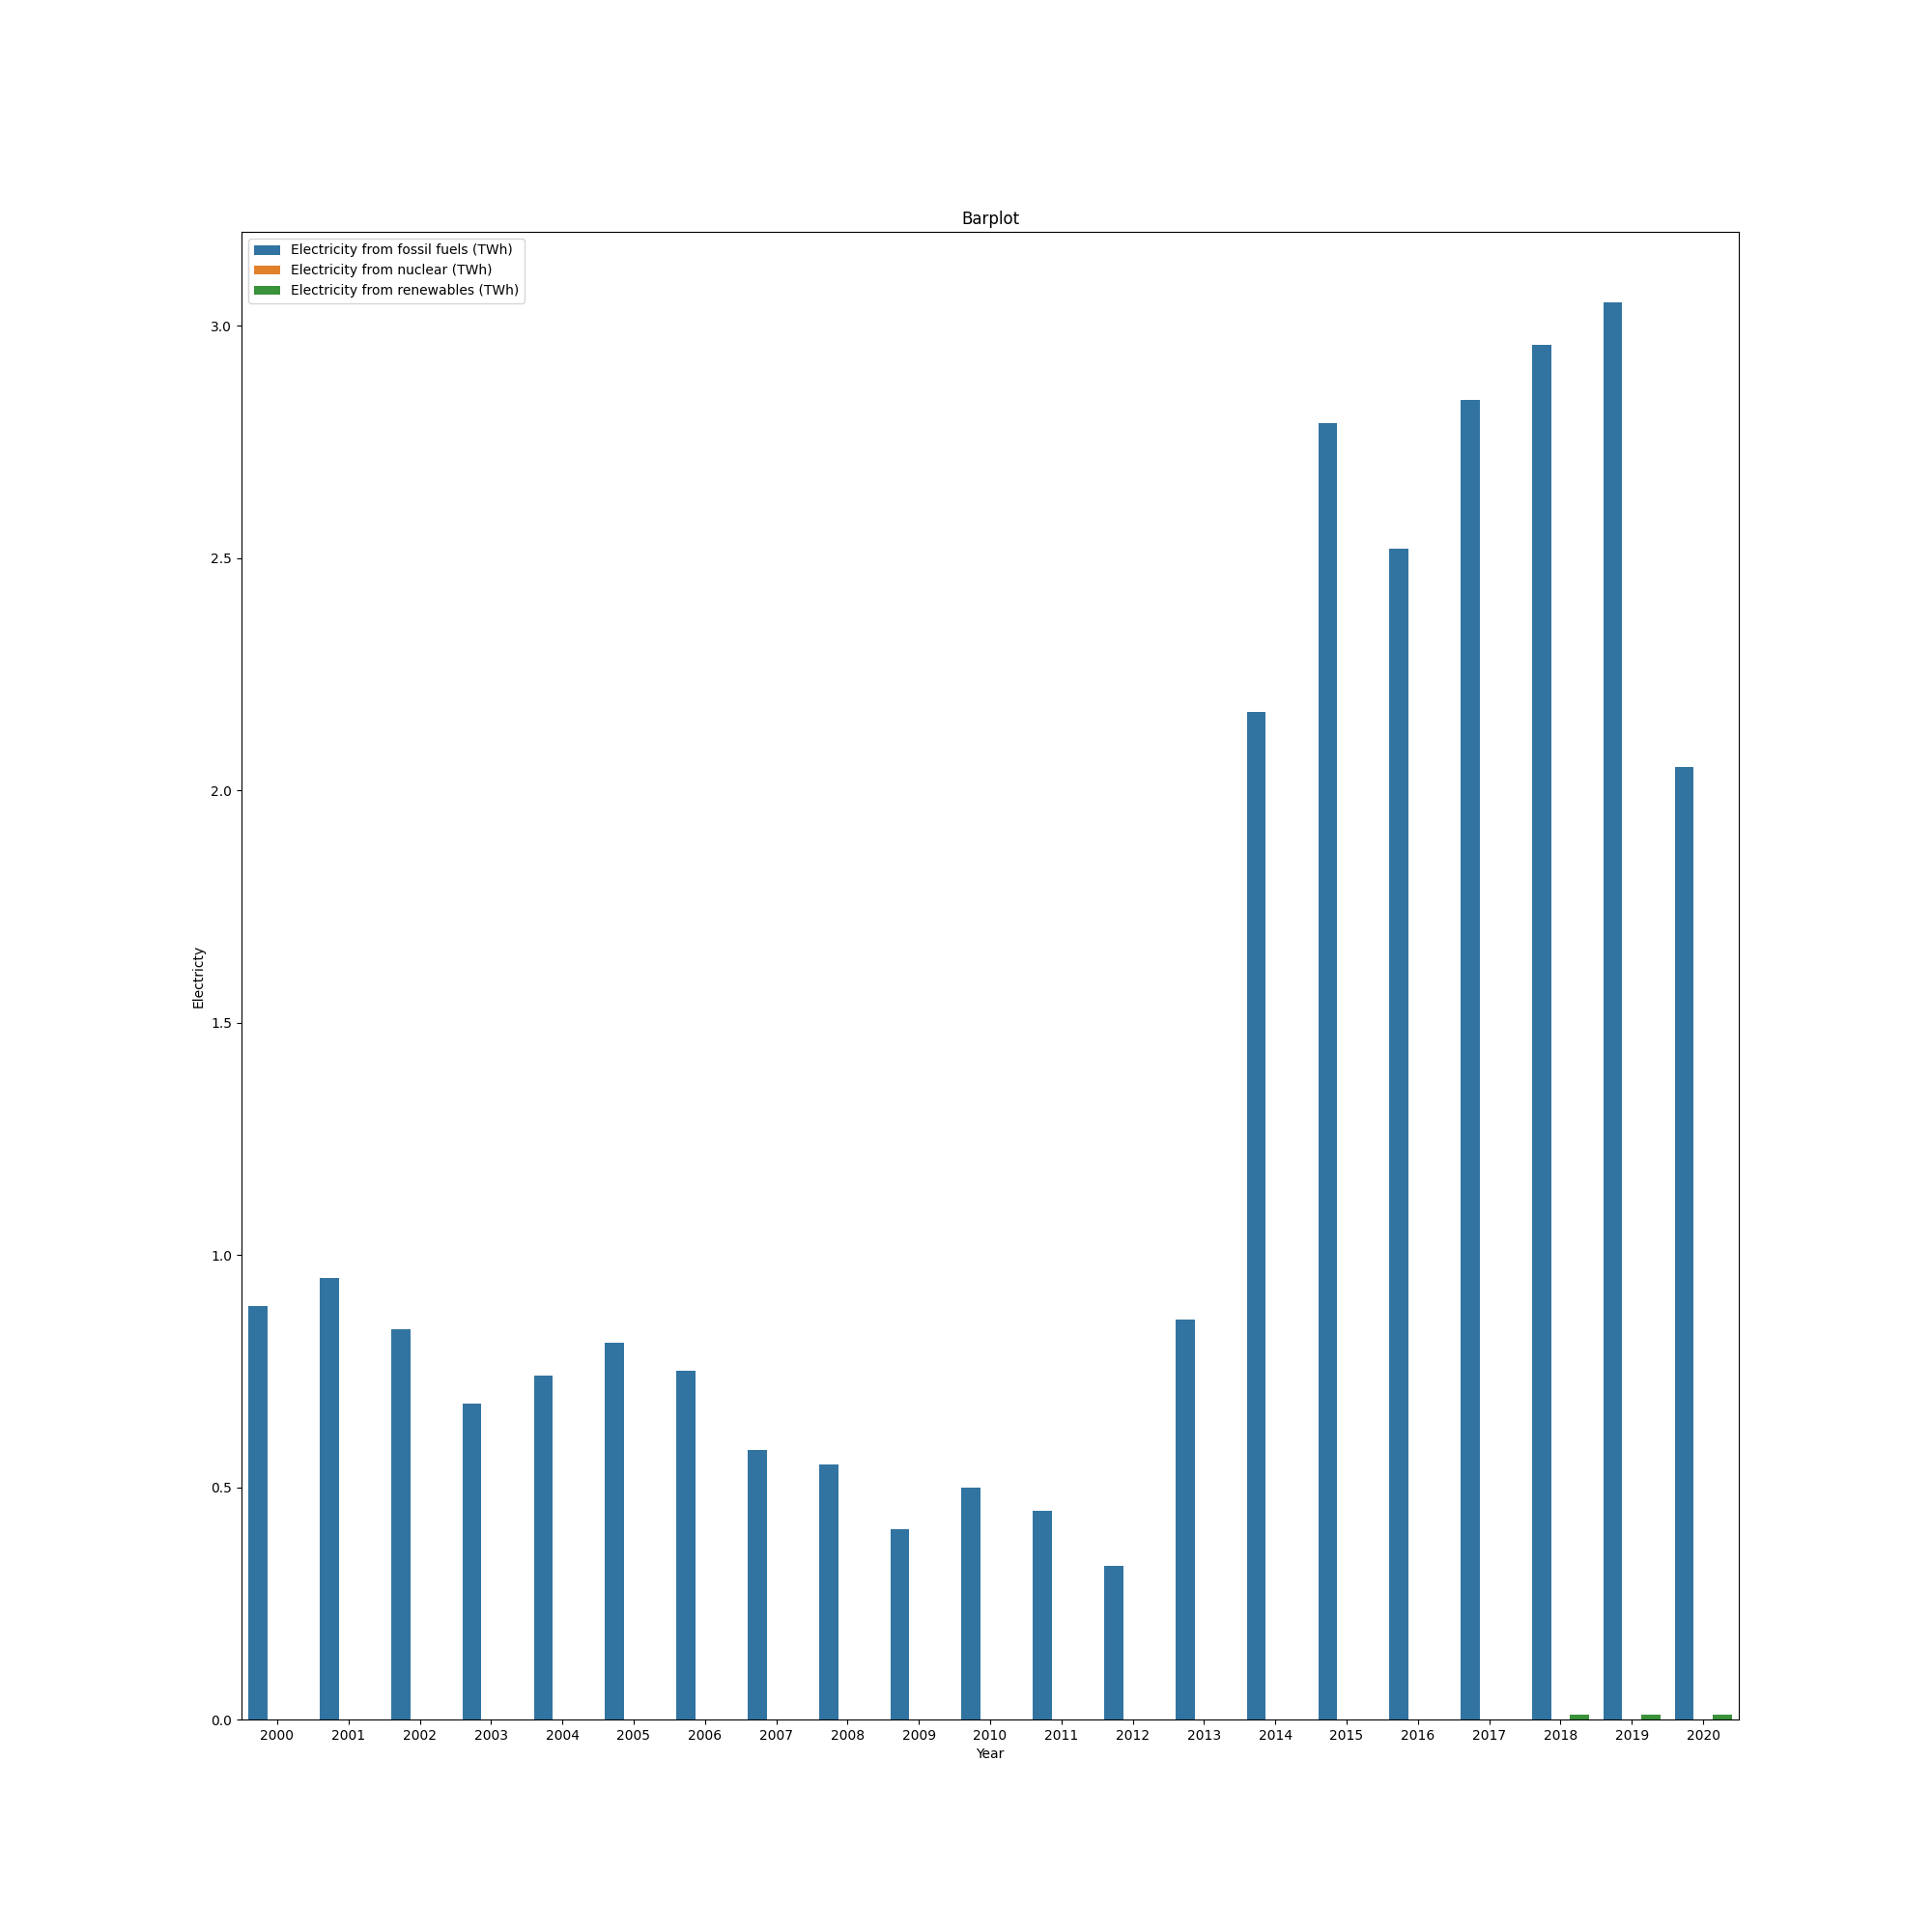 Barplot
Electricity from fossil fuels (TWh)
Electricity from nuclear (TWh)
Electricity from renewables (TWh)
3.0
2.5
2.0
1.5
1.0
0.5
0.0
Electricty
2000 2001 2002 2003 2004 2005 2006 2007 2008 2009 2010 2011 2012 2013 2014 2015 2016 2017 2018 2019 2020
Year